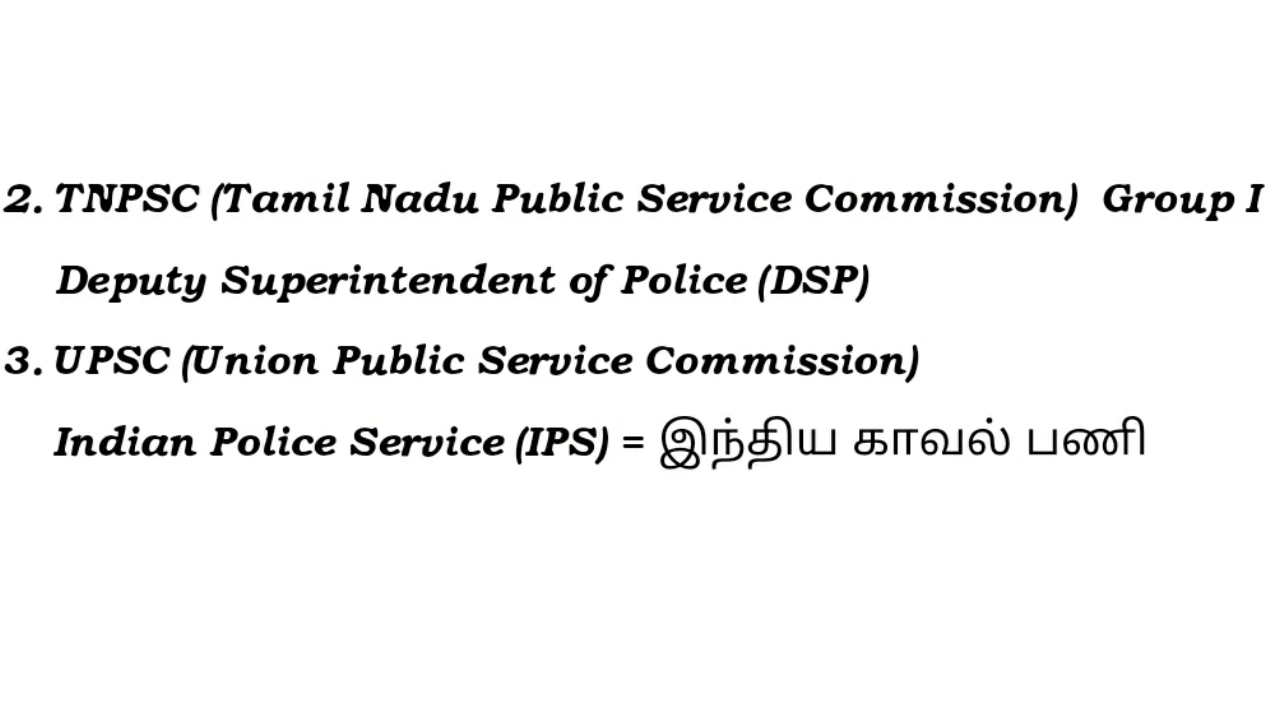 2. TNPSC (Tamil Nadu Public Service Commission) Group I
Deputy Superintendent of Police (DSP)
3. UPSC (Union Public Service Commission)
Indian Police Service (IPS) = இந்திய காவல் பணி